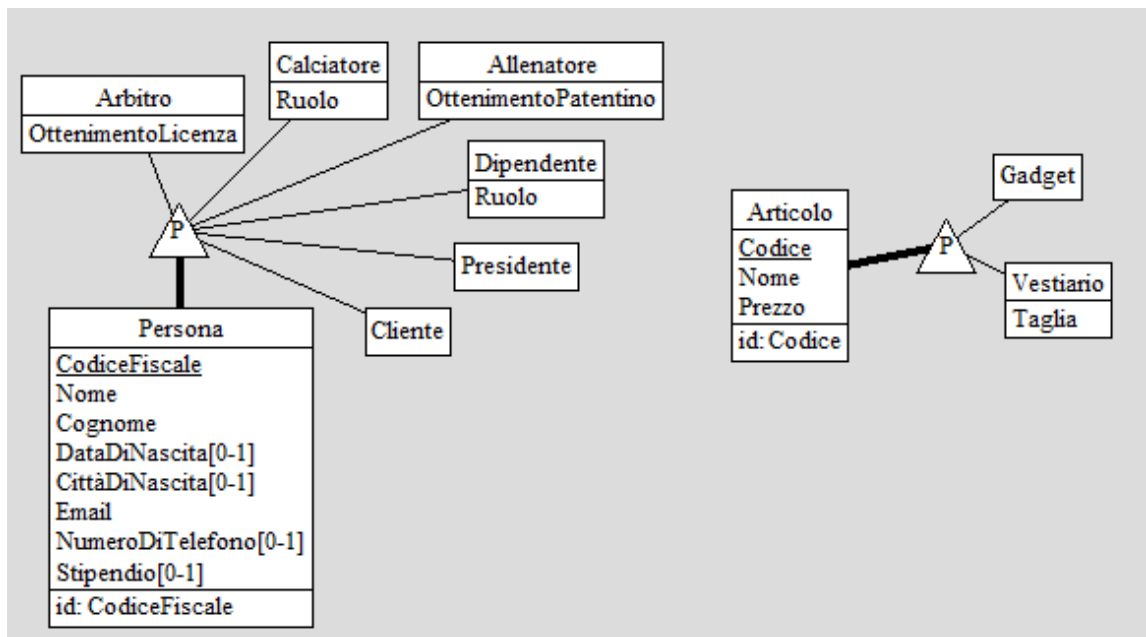 Arbitro
OttenimentoLicenza
Calciatore
Ruolo
Allenatore
OttenimentoPatentino
Dipendente
Ruolo
Presidente
Cliente
P
Persona
CodiceFiscale
Nome
Cognome
DataDiNascita[0-1]
CittàDiNascita[0-1]
Email
NumeroDiTelefono[0-1]
Stipendio[0-1]
id: CodiceFiscale
Articolo
Codice
Nome
Prezzo
id: Codice
P
Gadget
Vestiario
Taglia